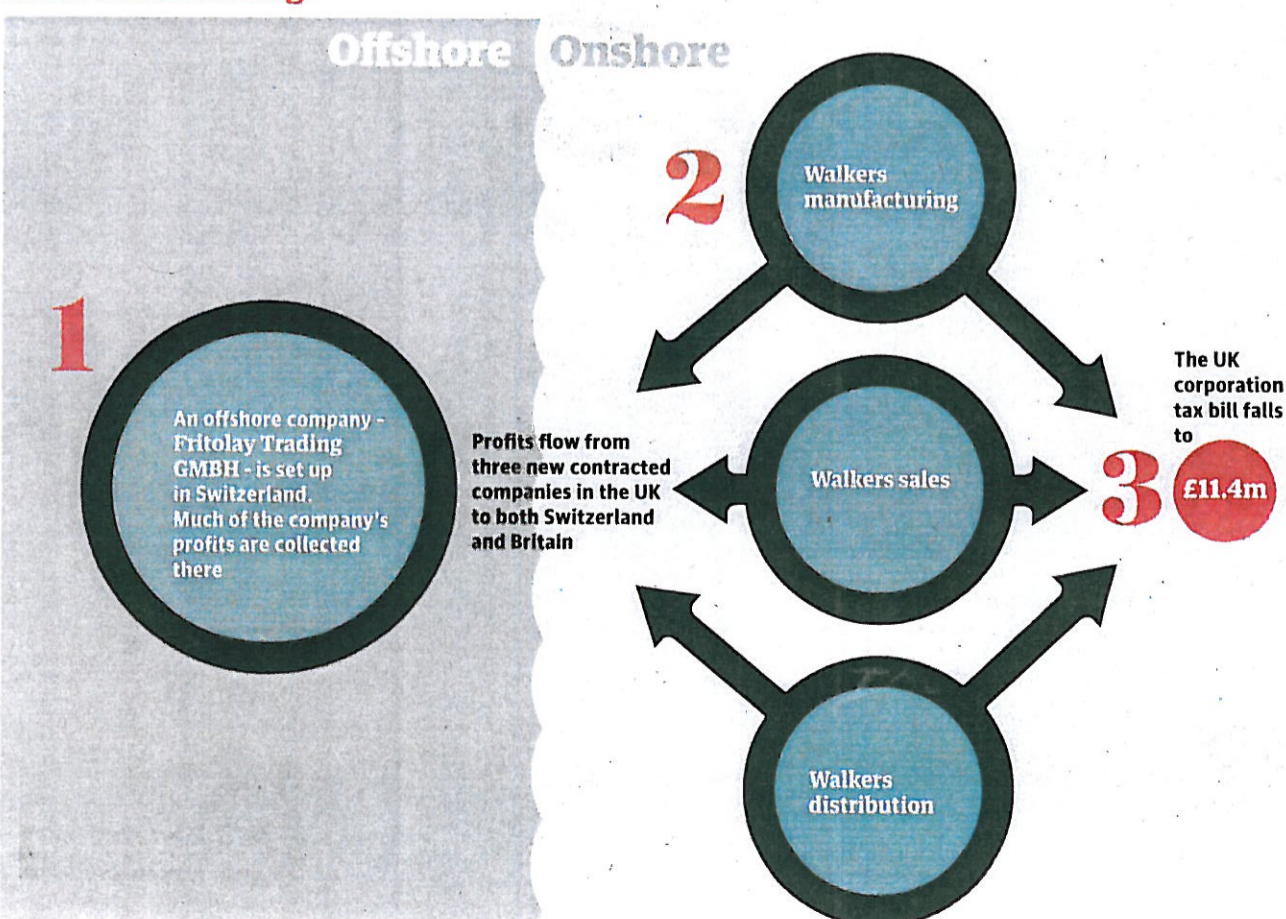 Offshore
Onshore
1
An offshore company -
Fritolay Trading
GMBH - is set up
in Switzerland.
Much of the company's
profits are collected
there
Profits flow from
three new contracted
companies in the UK
to both Switzerland
and Britain
2
Walkers
manufacturing
Walkers sales
Walkers
distribution
The UK
corporation
tax bill falls
to
3
£11.4m